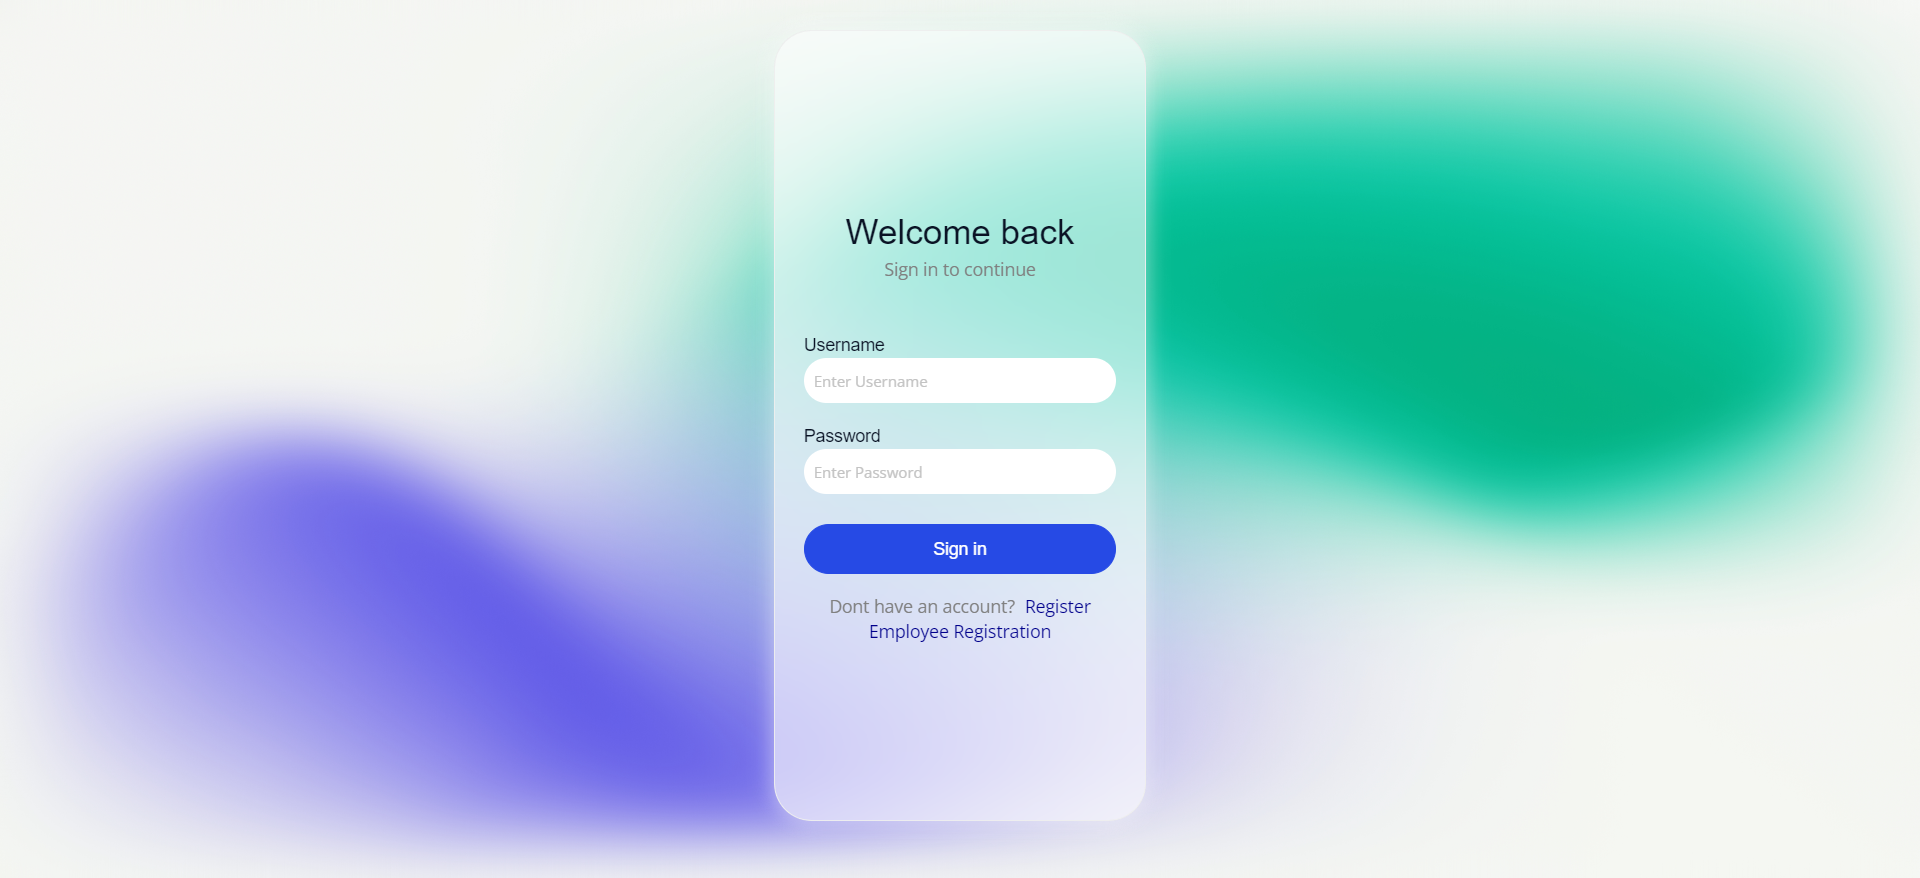 Welcome back
Sign in to continue
Username
Enter Username
Password
Enter Password
Sign in
Dont have an account? Register
Employee Registration